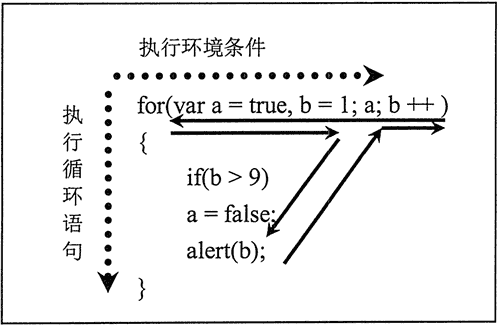 执行环境条件
执行循环语句
for(var a = true, b = 1; a; b ++ )
{
if(b > 9)
a = false;
alert(b);
}